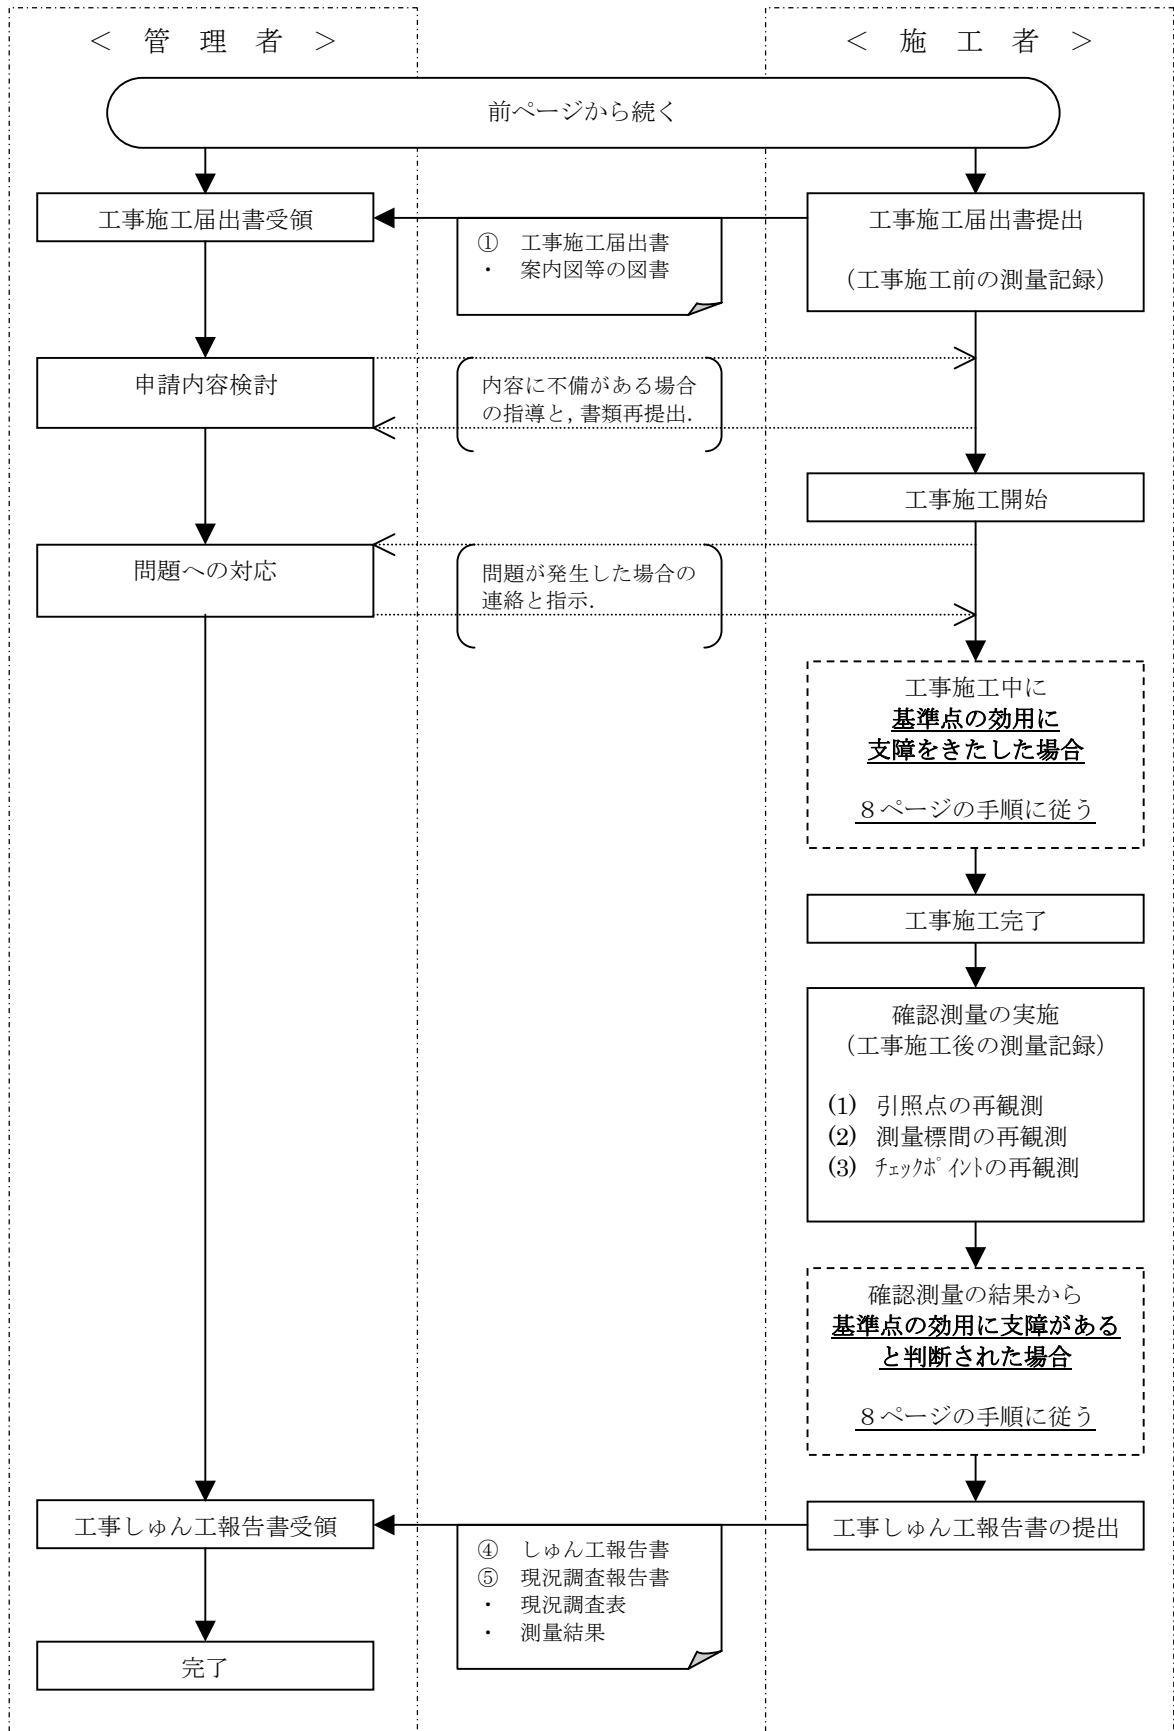 ＜　管　理　者　＞
＜　施　工　者　＞
前ページから続く
工事施工届出書受領
①　工事施工届出書
・　案内図等の図書
工事施工届出書提出
（工事施工前の測量記録）
申請内容検討
内容に不備がある場合
の指導と，書類再提出．
工事施工開始
問題への対応
問題が発生した場合の
連絡と指示．
工事施工中に
基準点の効用に
支障をきたした場合
８ページの手順に従う
工事施工完了
確認測量の実施
（工事施工後の測量記録）
(1)　引照点の再観測
(2)　測量標間の再観測
(3)　ﾁｪｯｸﾎﾟｲﾝﾄの再観測
確認測量の結果から
基準点の効用に支障がある
と判断された場合
８ページの手順に従う
工事しゅん工報告書受領
④　しゅん工報告書
⑤　現況調査報告書
・　現況調査表
・　測量結果
工事しゅん工報告書の提出
完了